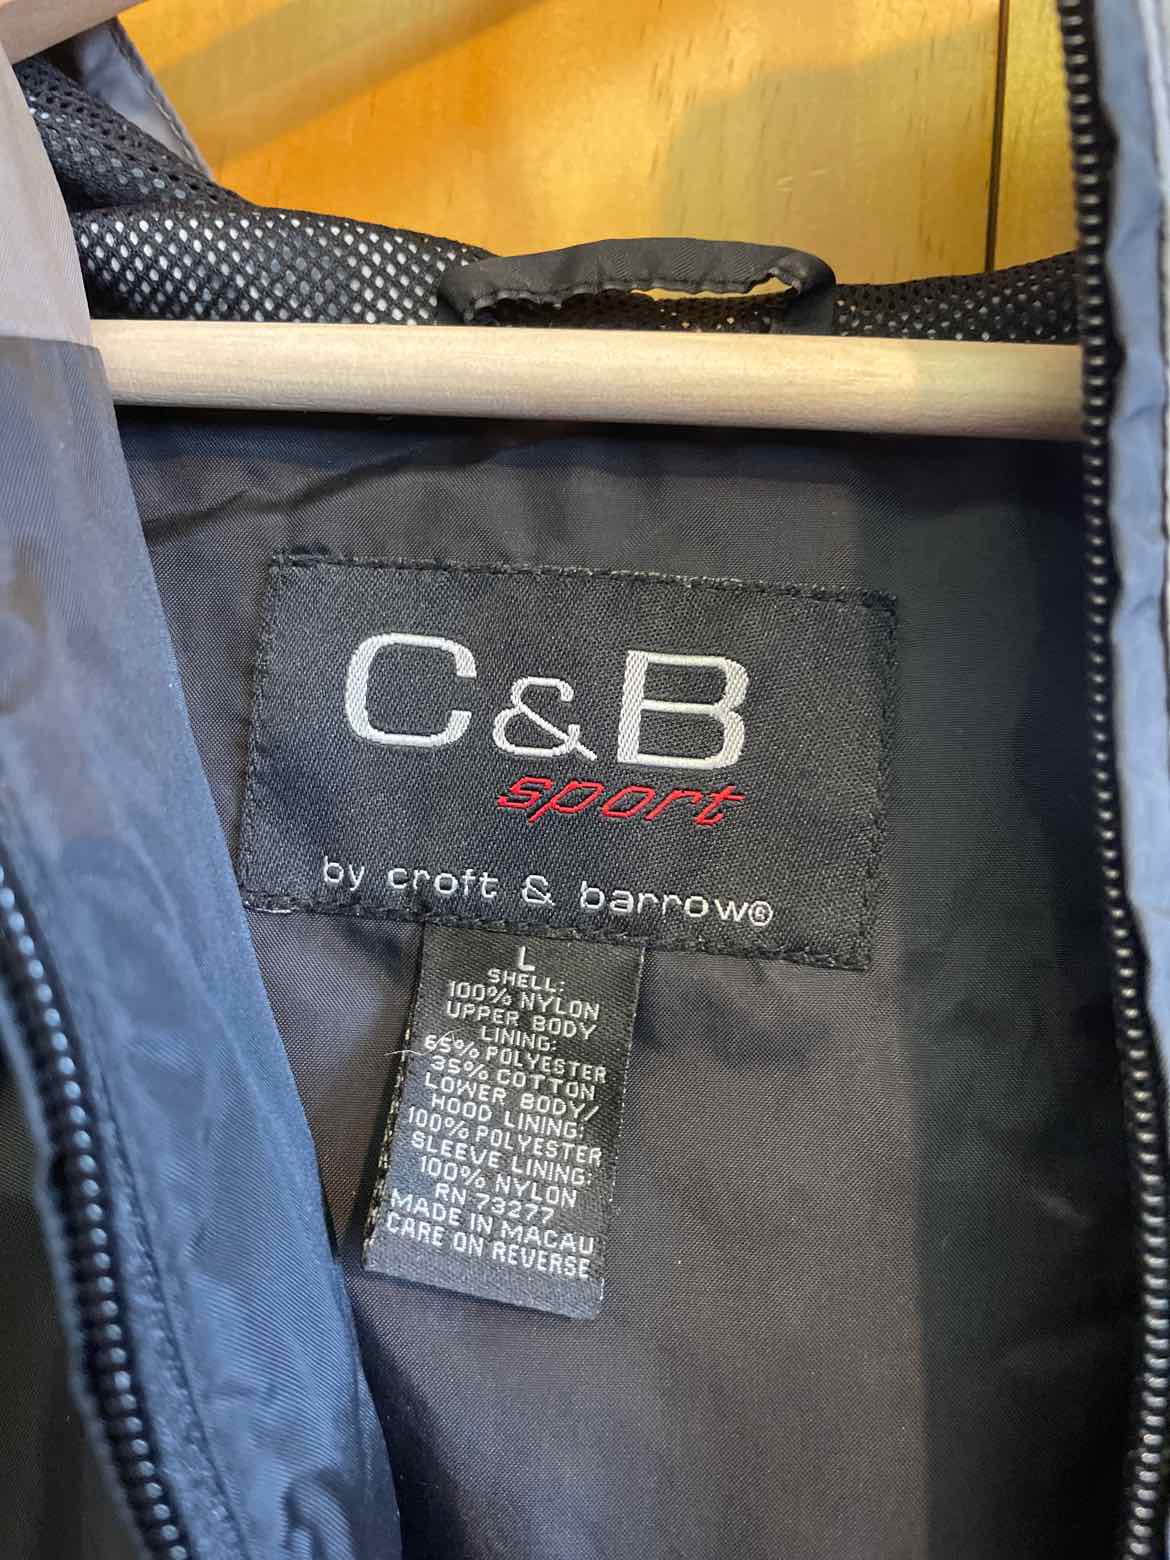 C&B
sport
by croft & barrow®
L
SHELL:
100% NYLON
UPPER BODY
LINING:
65% POLYESTER
35% COTTON
LOWER BODY/
HOOD LINING:
100% POLYESTER
SLEEVE LINING:
100% NYLON
RN 73277
MADE IN MACAU
CARE ON REVERSE